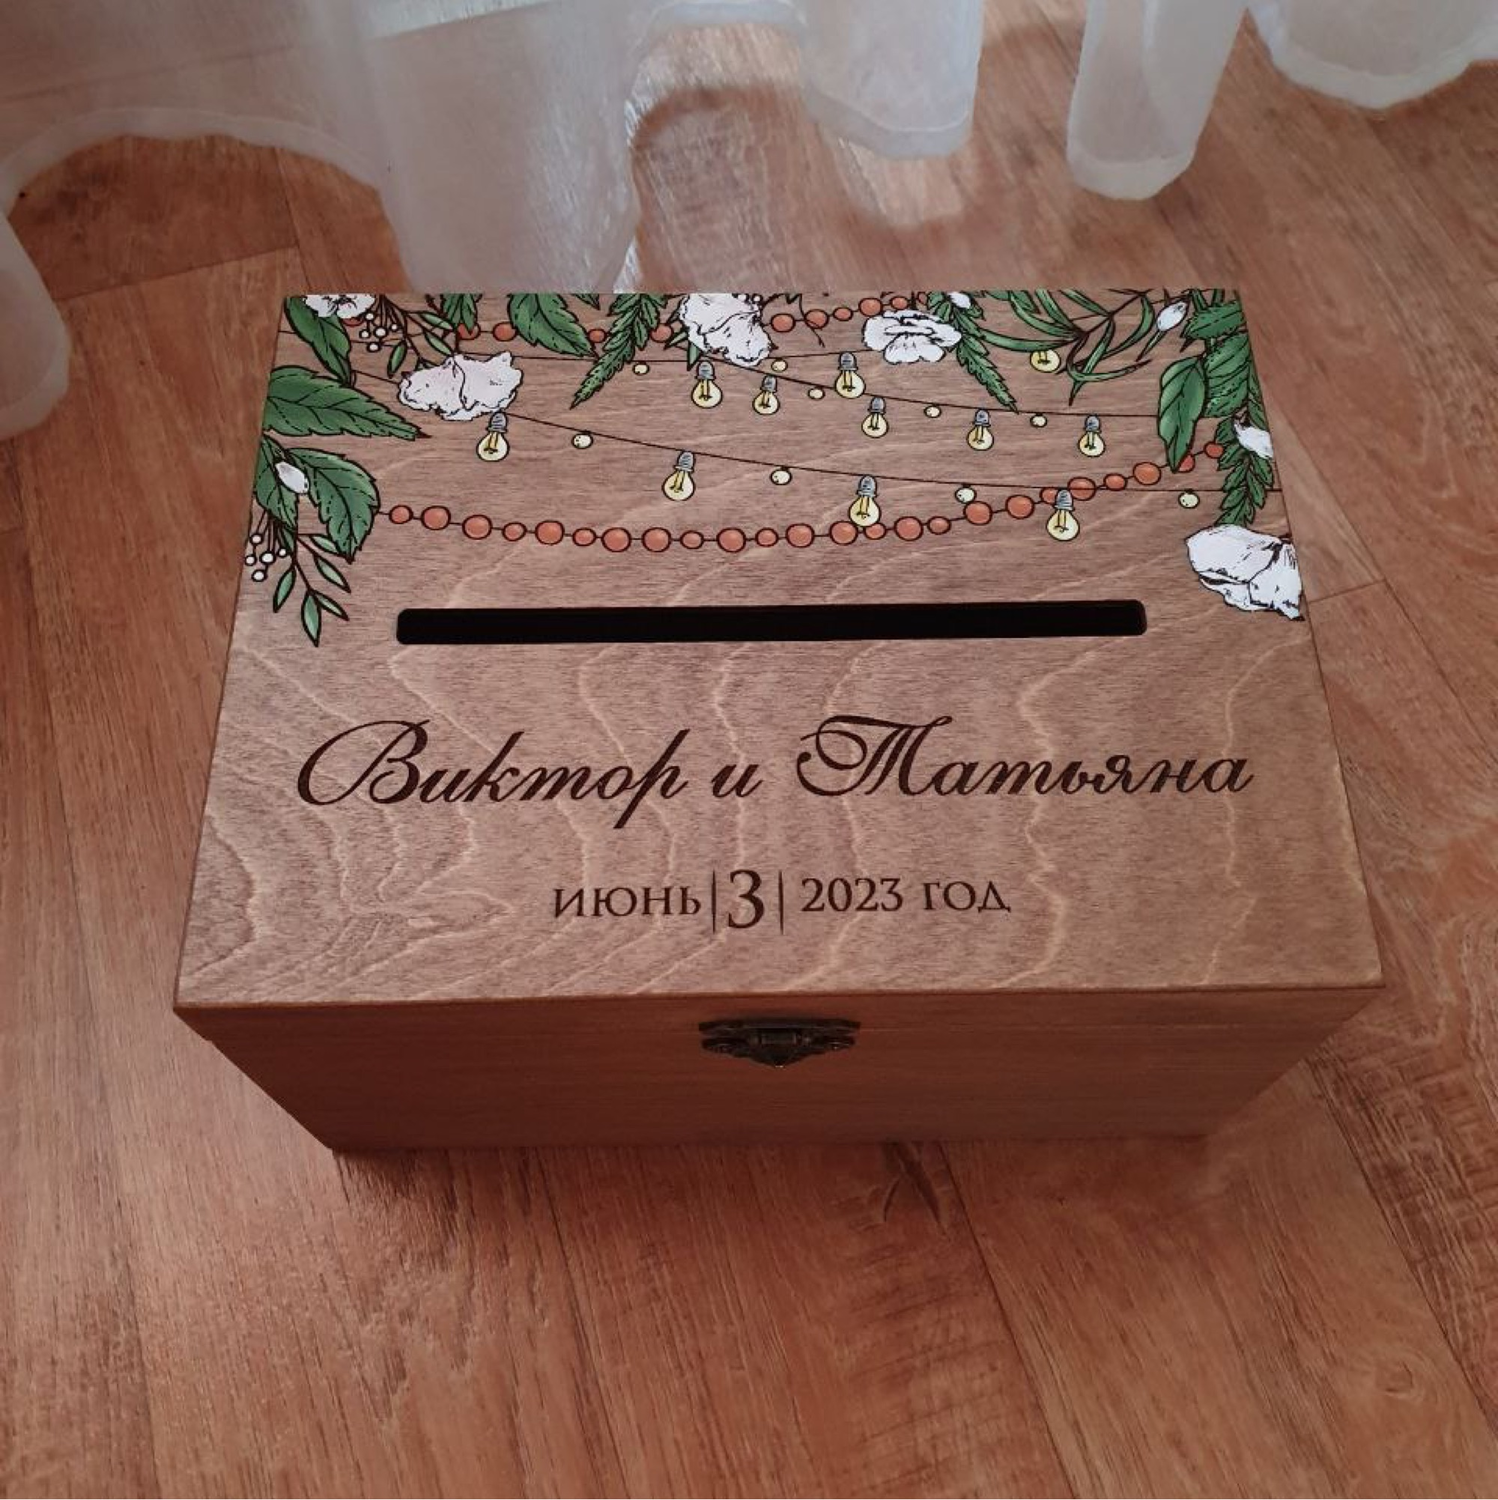 Виктор и Татьяна
июнь|3|2023 год